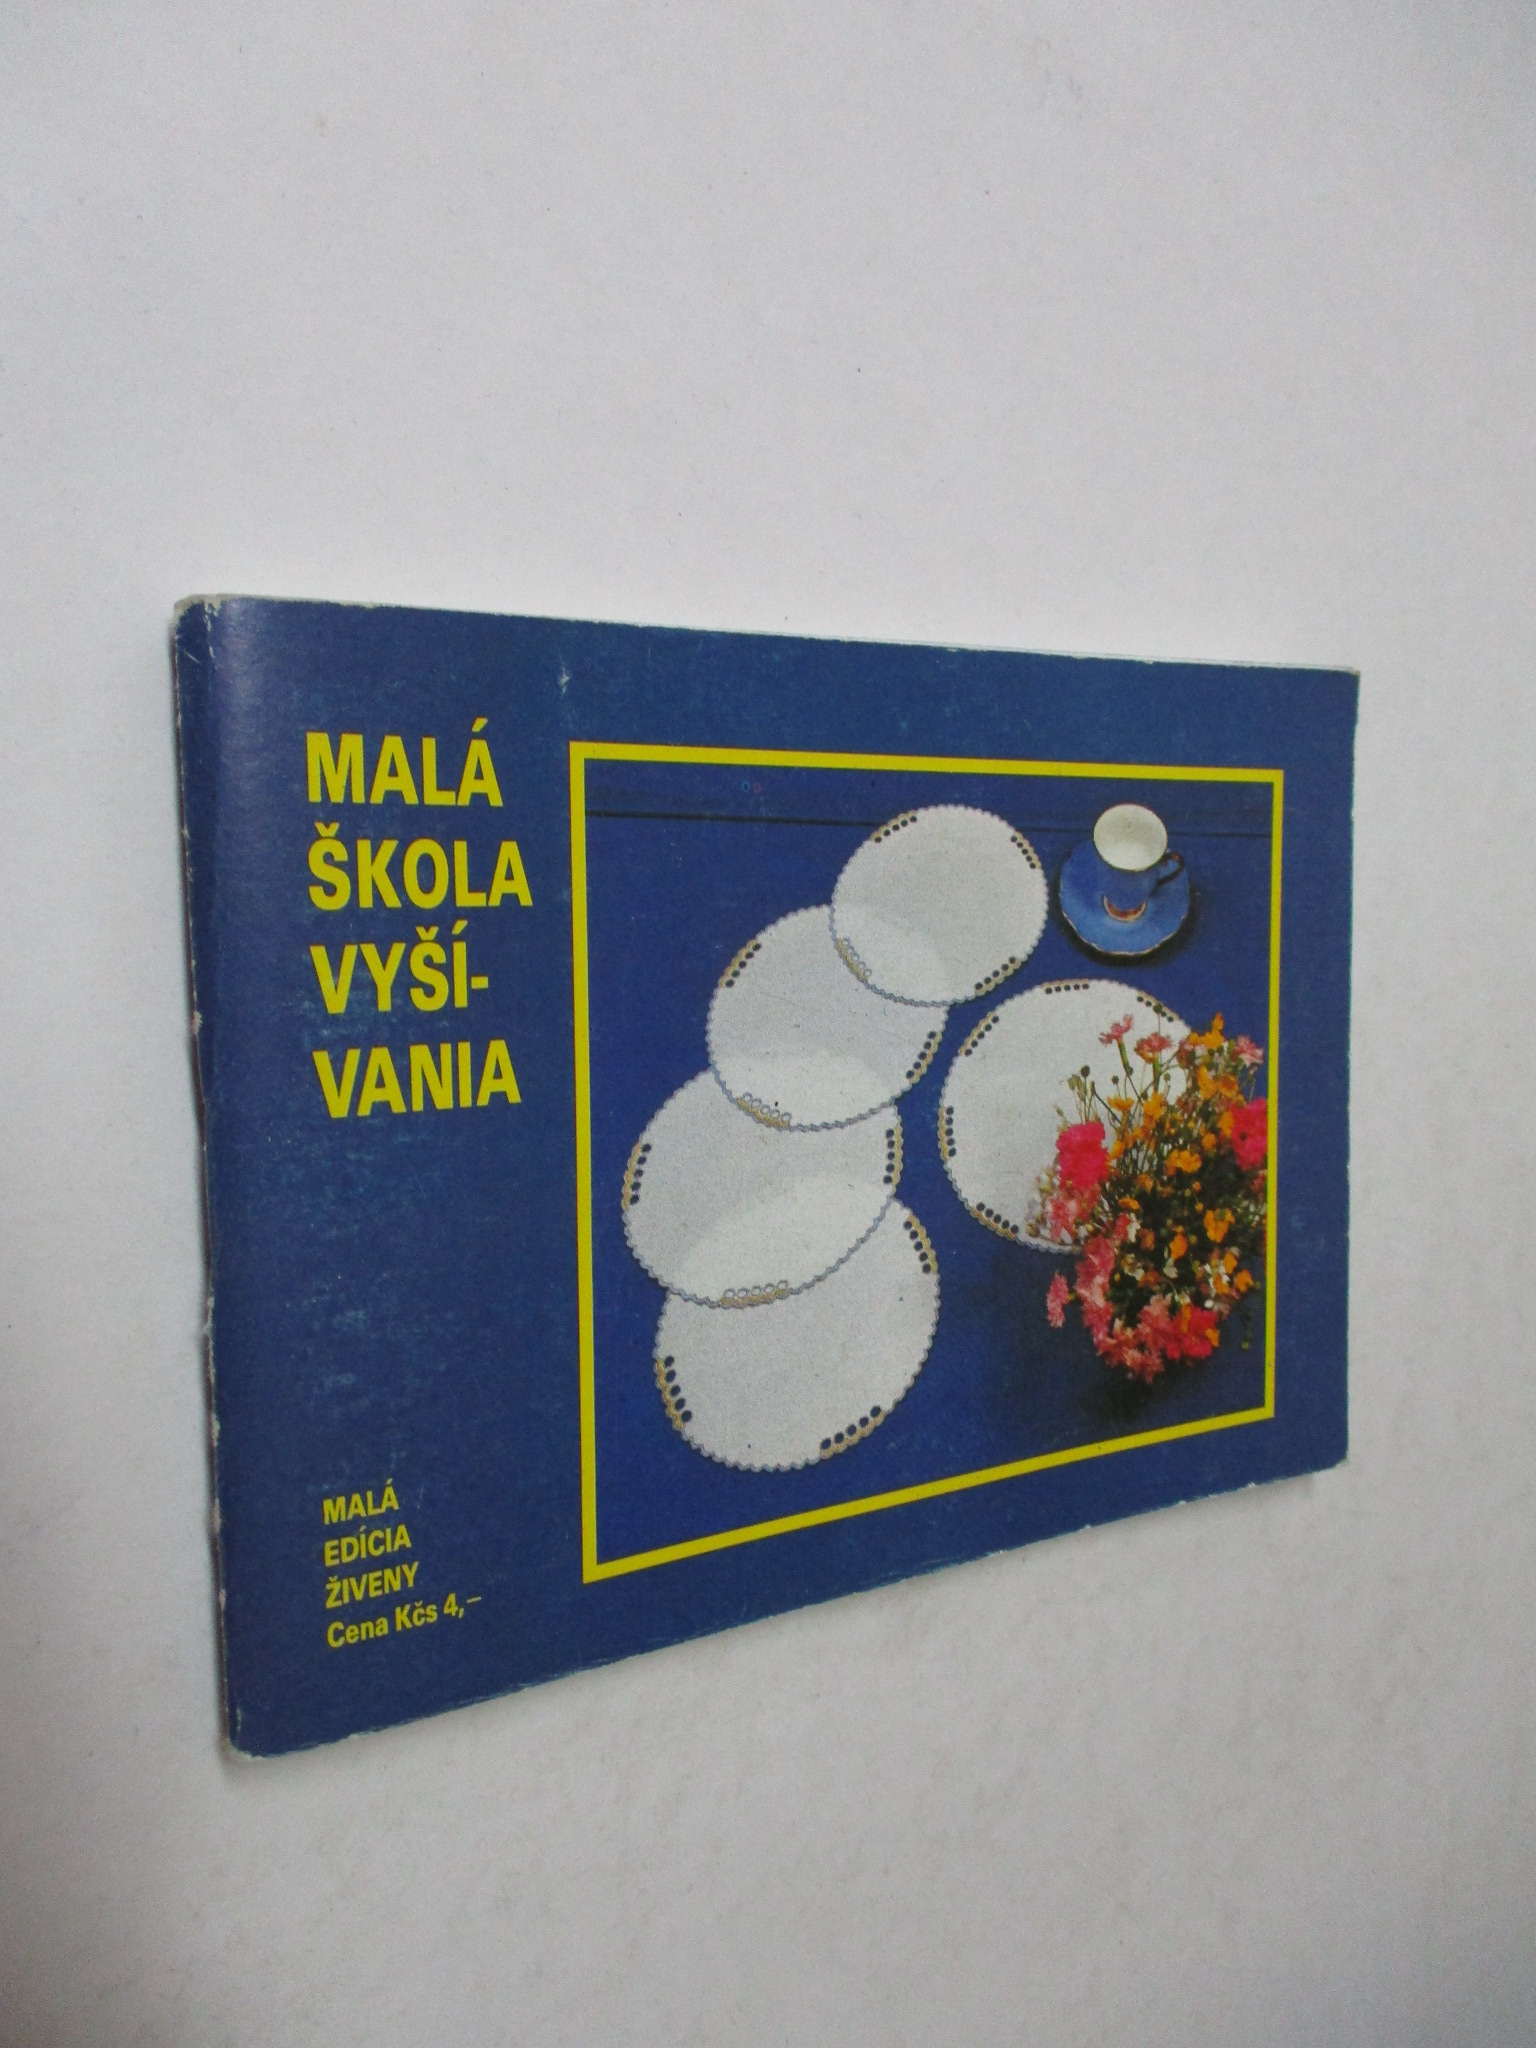 MALÁ
ŠKOLA
VYŠÍ-
VANIA
MALÁ
EDÍCIA
ŽIVENY
Cena Kčs 4,–